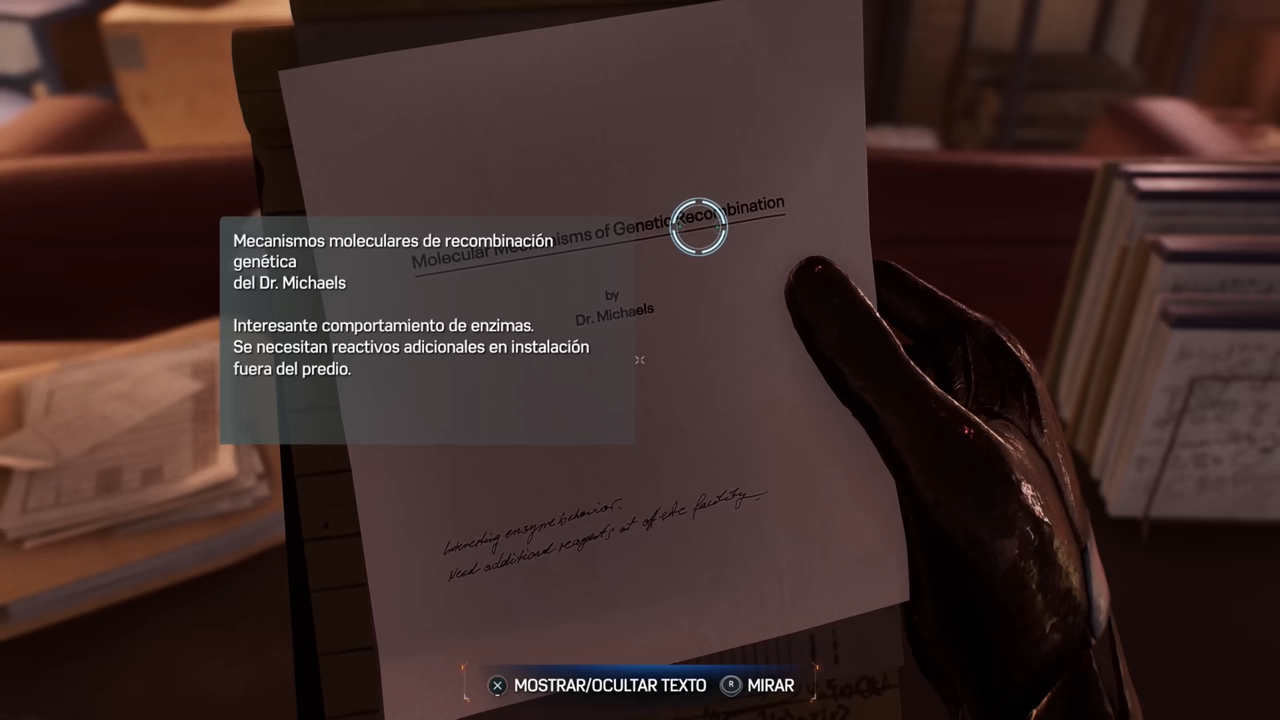 Molecular Mechanisms of Genetic Recombination
by
Dr. Michaels
Mecanismos moleculares de recombinación
genética
del Dr. Michaels
Interesante comportamiento de enzimas.
Se necesitan reactivos adicionales en instalación
fuera del predio.
Interesting enzyme behavior.
Need additional reagents at off-site facility.
MOSTRAR/OCULTAR TEXTO R MIRAR